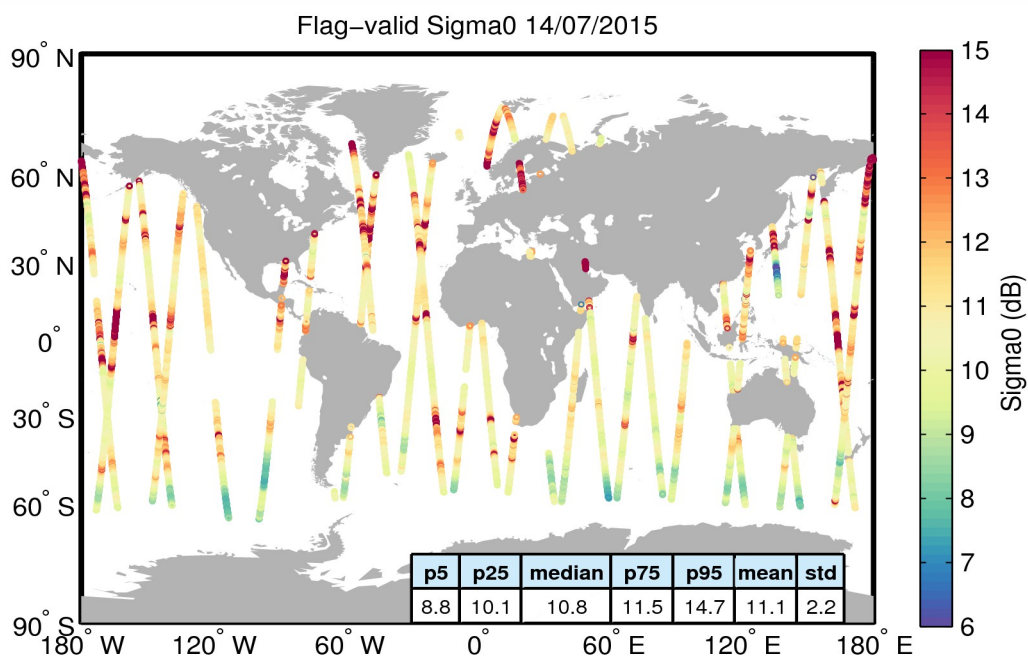 Flag−valid Sigma0 14/07/2015
90° N
60° N
30° N
0°
30° S
60° S
90° S
180° W
120° W
60° W
0°
60° E
120° E
180° E
15
14
13
12
11
10
9
8
7
6
Sigma0 (dB)
p5 p25 median p75 p95 mean std
8.8 10.1 10.8 11.5 14.7 11.1 2.2